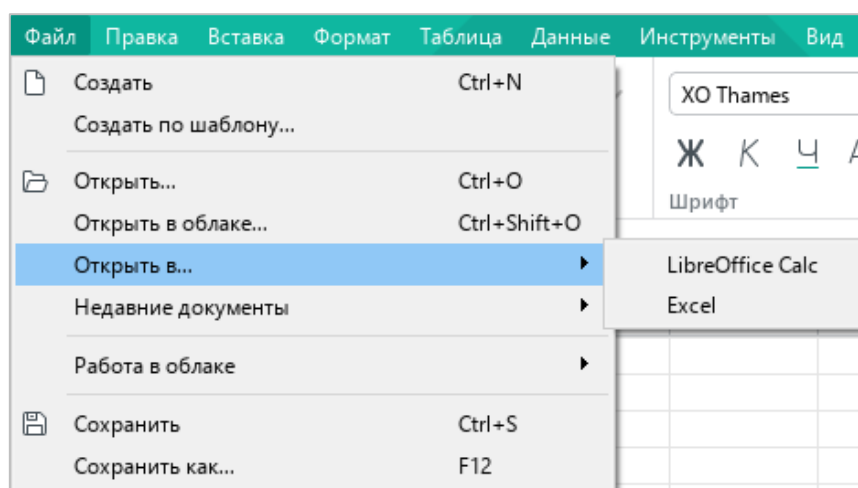 Файл Правка Вставка Формат Таблица Данные Инструменты Вид
Создать Ctrl+N
Создать по шаблону...
Открыть... Ctrl+O
Открыть в облаке... Ctrl+Shift+O
Открыть в...
Недавние документы
Работа в облаке
Сохранить Ctrl+S
Сохранить как... F12
XO Thames
Ж К Ч
Шрифт
LibreOffice Calc
Excel